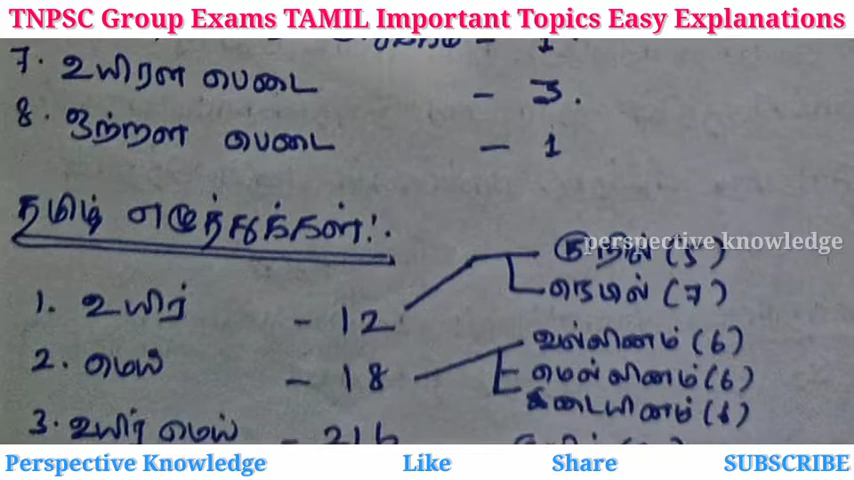 TNPSC Group Exams TAMIL Important Topics Easy Explanations
7. உயிரள பெடை - 3.
8. ஒற்றள பெடை - 1
தமிழ் எழுத்துக்கள்:
perspective knowledge
குறில் (5)
1. உயிர் - 12
நெடில் (7)
வல்லினம் (6)
2. மெய் - 18
மெல்லினம் (6)
இடையினம் (6)
3. உயிர் மெய் - 216
Perspective Knowledge Like Share SUBSCRIBE